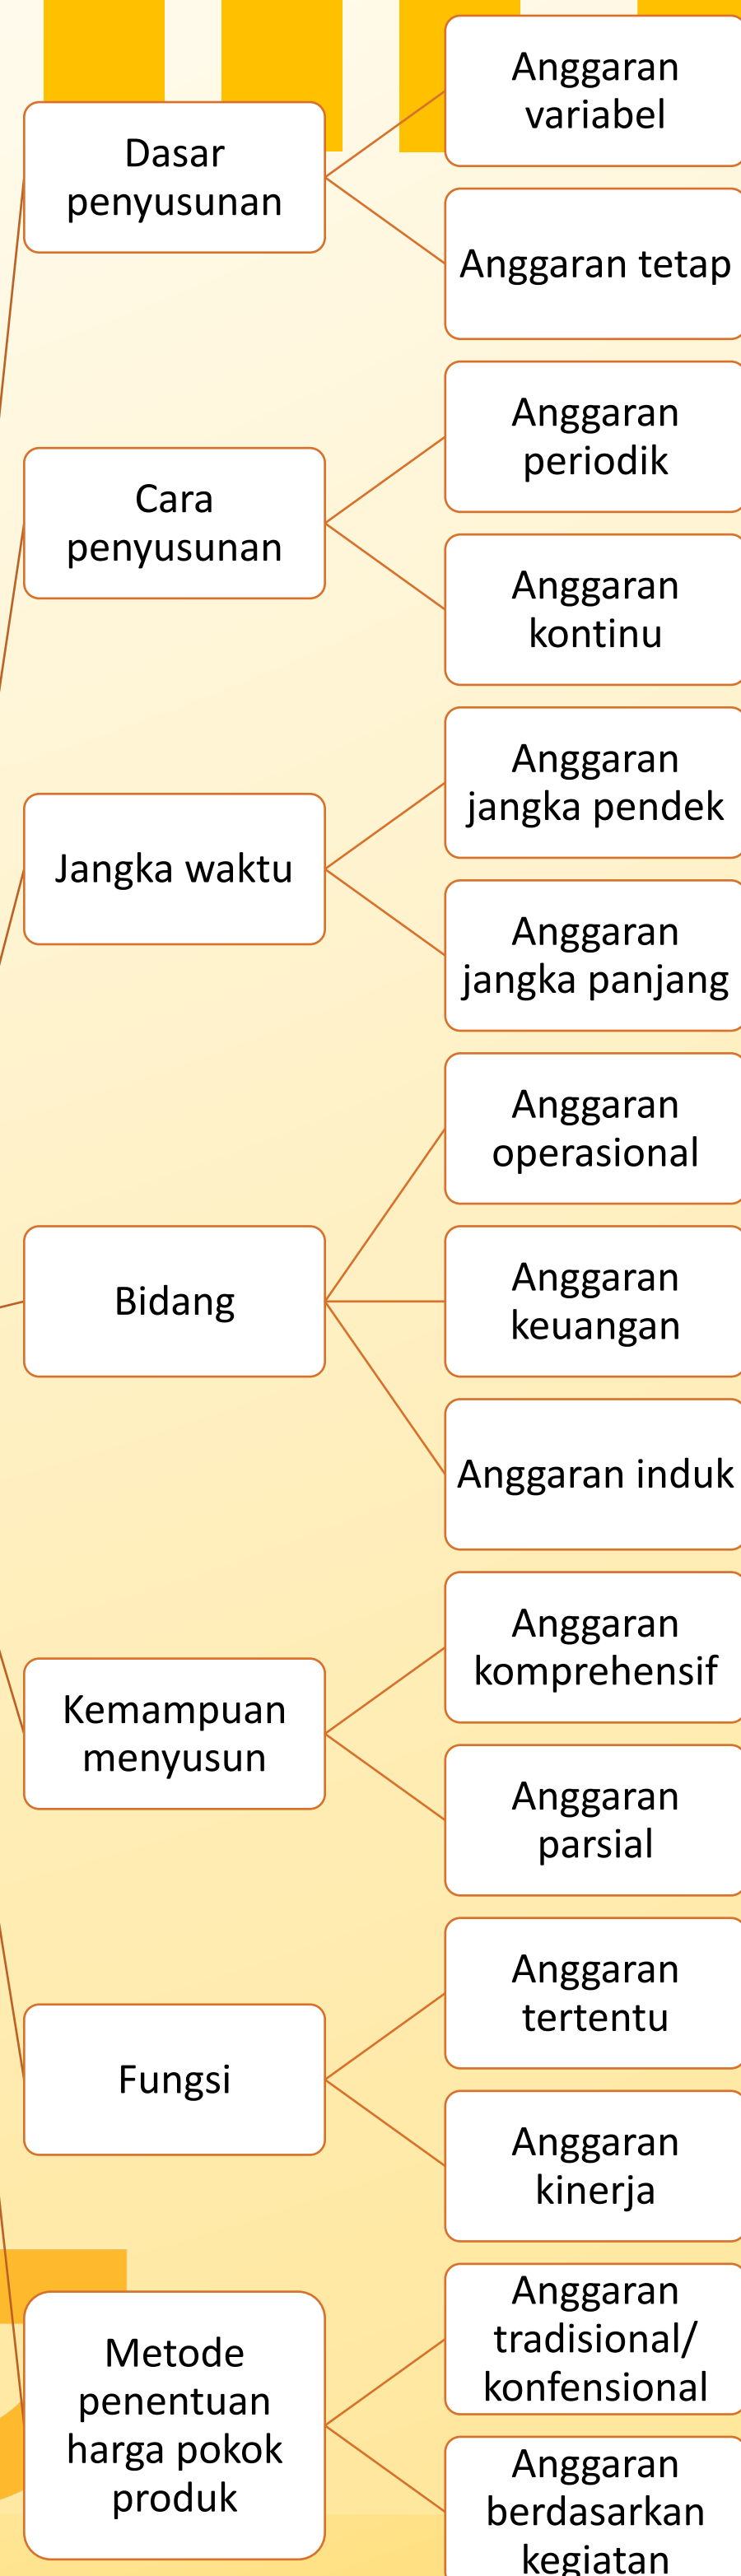 Dasar
penyusunan
Anggaran
variabel
Anggaran tetap
Cara
penyusunan
Anggaran
periodik
Anggaran
kontinu
Jangka waktu
Anggaran
jangka pendek
Anggaran
jangka panjang
Bidang
Anggaran
operasional
Anggaran
keuangan
Anggaran induk
Kemampuan
menyusun
Anggaran
komprehensif
Anggaran
parsial
Fungsi
Anggaran
tertentu
Anggaran
kinerja
Metode
penentuan
harga pokok
produk
Anggaran
tradisional/
konfensional
Anggaran
berdasarkan
kegiatan